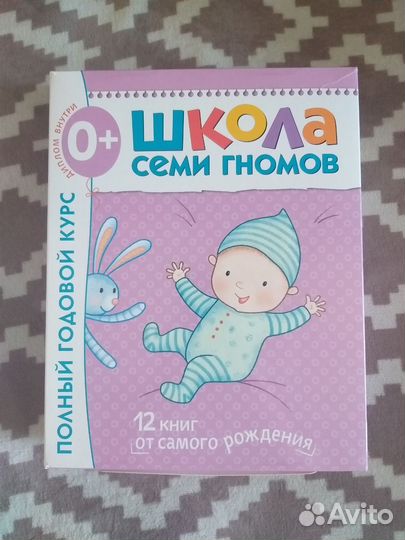 ДИПЛОМ ВНУТРИ
0+
ШКОЛА
СЕМИ ГНОМОВ
ПОЛНЫЙ ГОДОВОЙ КУРС
12 КНИГ
от самого рождения
Avito